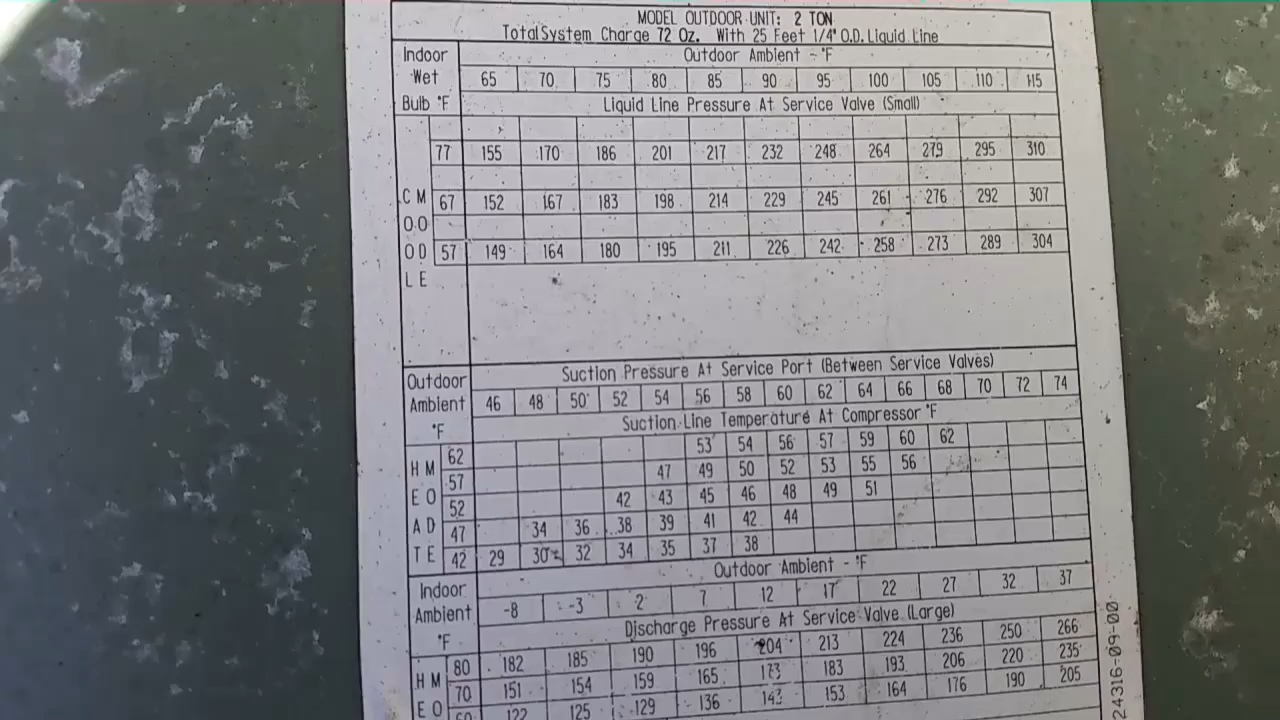 MODEL OUTDOOR UNIT: 2 TON
Total System Charge 72 Oz. With 25 Feet 1/4" O.D. Liquid Line
Indoor Wet Bulb °F
Outdoor Ambient - °F
65 70 75 80 85 90 95 100 105 110 115
Liquid Line Pressure At Service Valve (Small)
COOL MODE
77 155 170 186 201 217 232 248 264 279 295 310
67 152 167 183 198 214 229 245 261 276 292 307
57 149 164 180 195 211 226 242 258 273 289 304
Outdoor Ambient °F
Suction Pressure At Service Port (Between Service Valves)
46 48 50 52 54 56 58 60 62 64 66 68 70 72 74
Suction Line Temperature At Compressor °F
HEAT MODE
62 53 54 56 57 59 60 62
57 47 49 50 52 53 55 56
52 42 43 45 46 48 49 51
47 34 36 38 39 41 42 44
42 29 30 32 34 35 37 38
Indoor Ambient °F
Outdoor Ambient - °F
-8 -3 2 7 12 17 22 27 32 37
Discharge Pressure At Service Valve (Large)
HE MO
80 182 185 190 196 204 213 224 236 250 266
70 151 154 159 165 173 183 193 206 220 235
60 122 125 129 136 143 153 164 176 190 205
24316-09-00